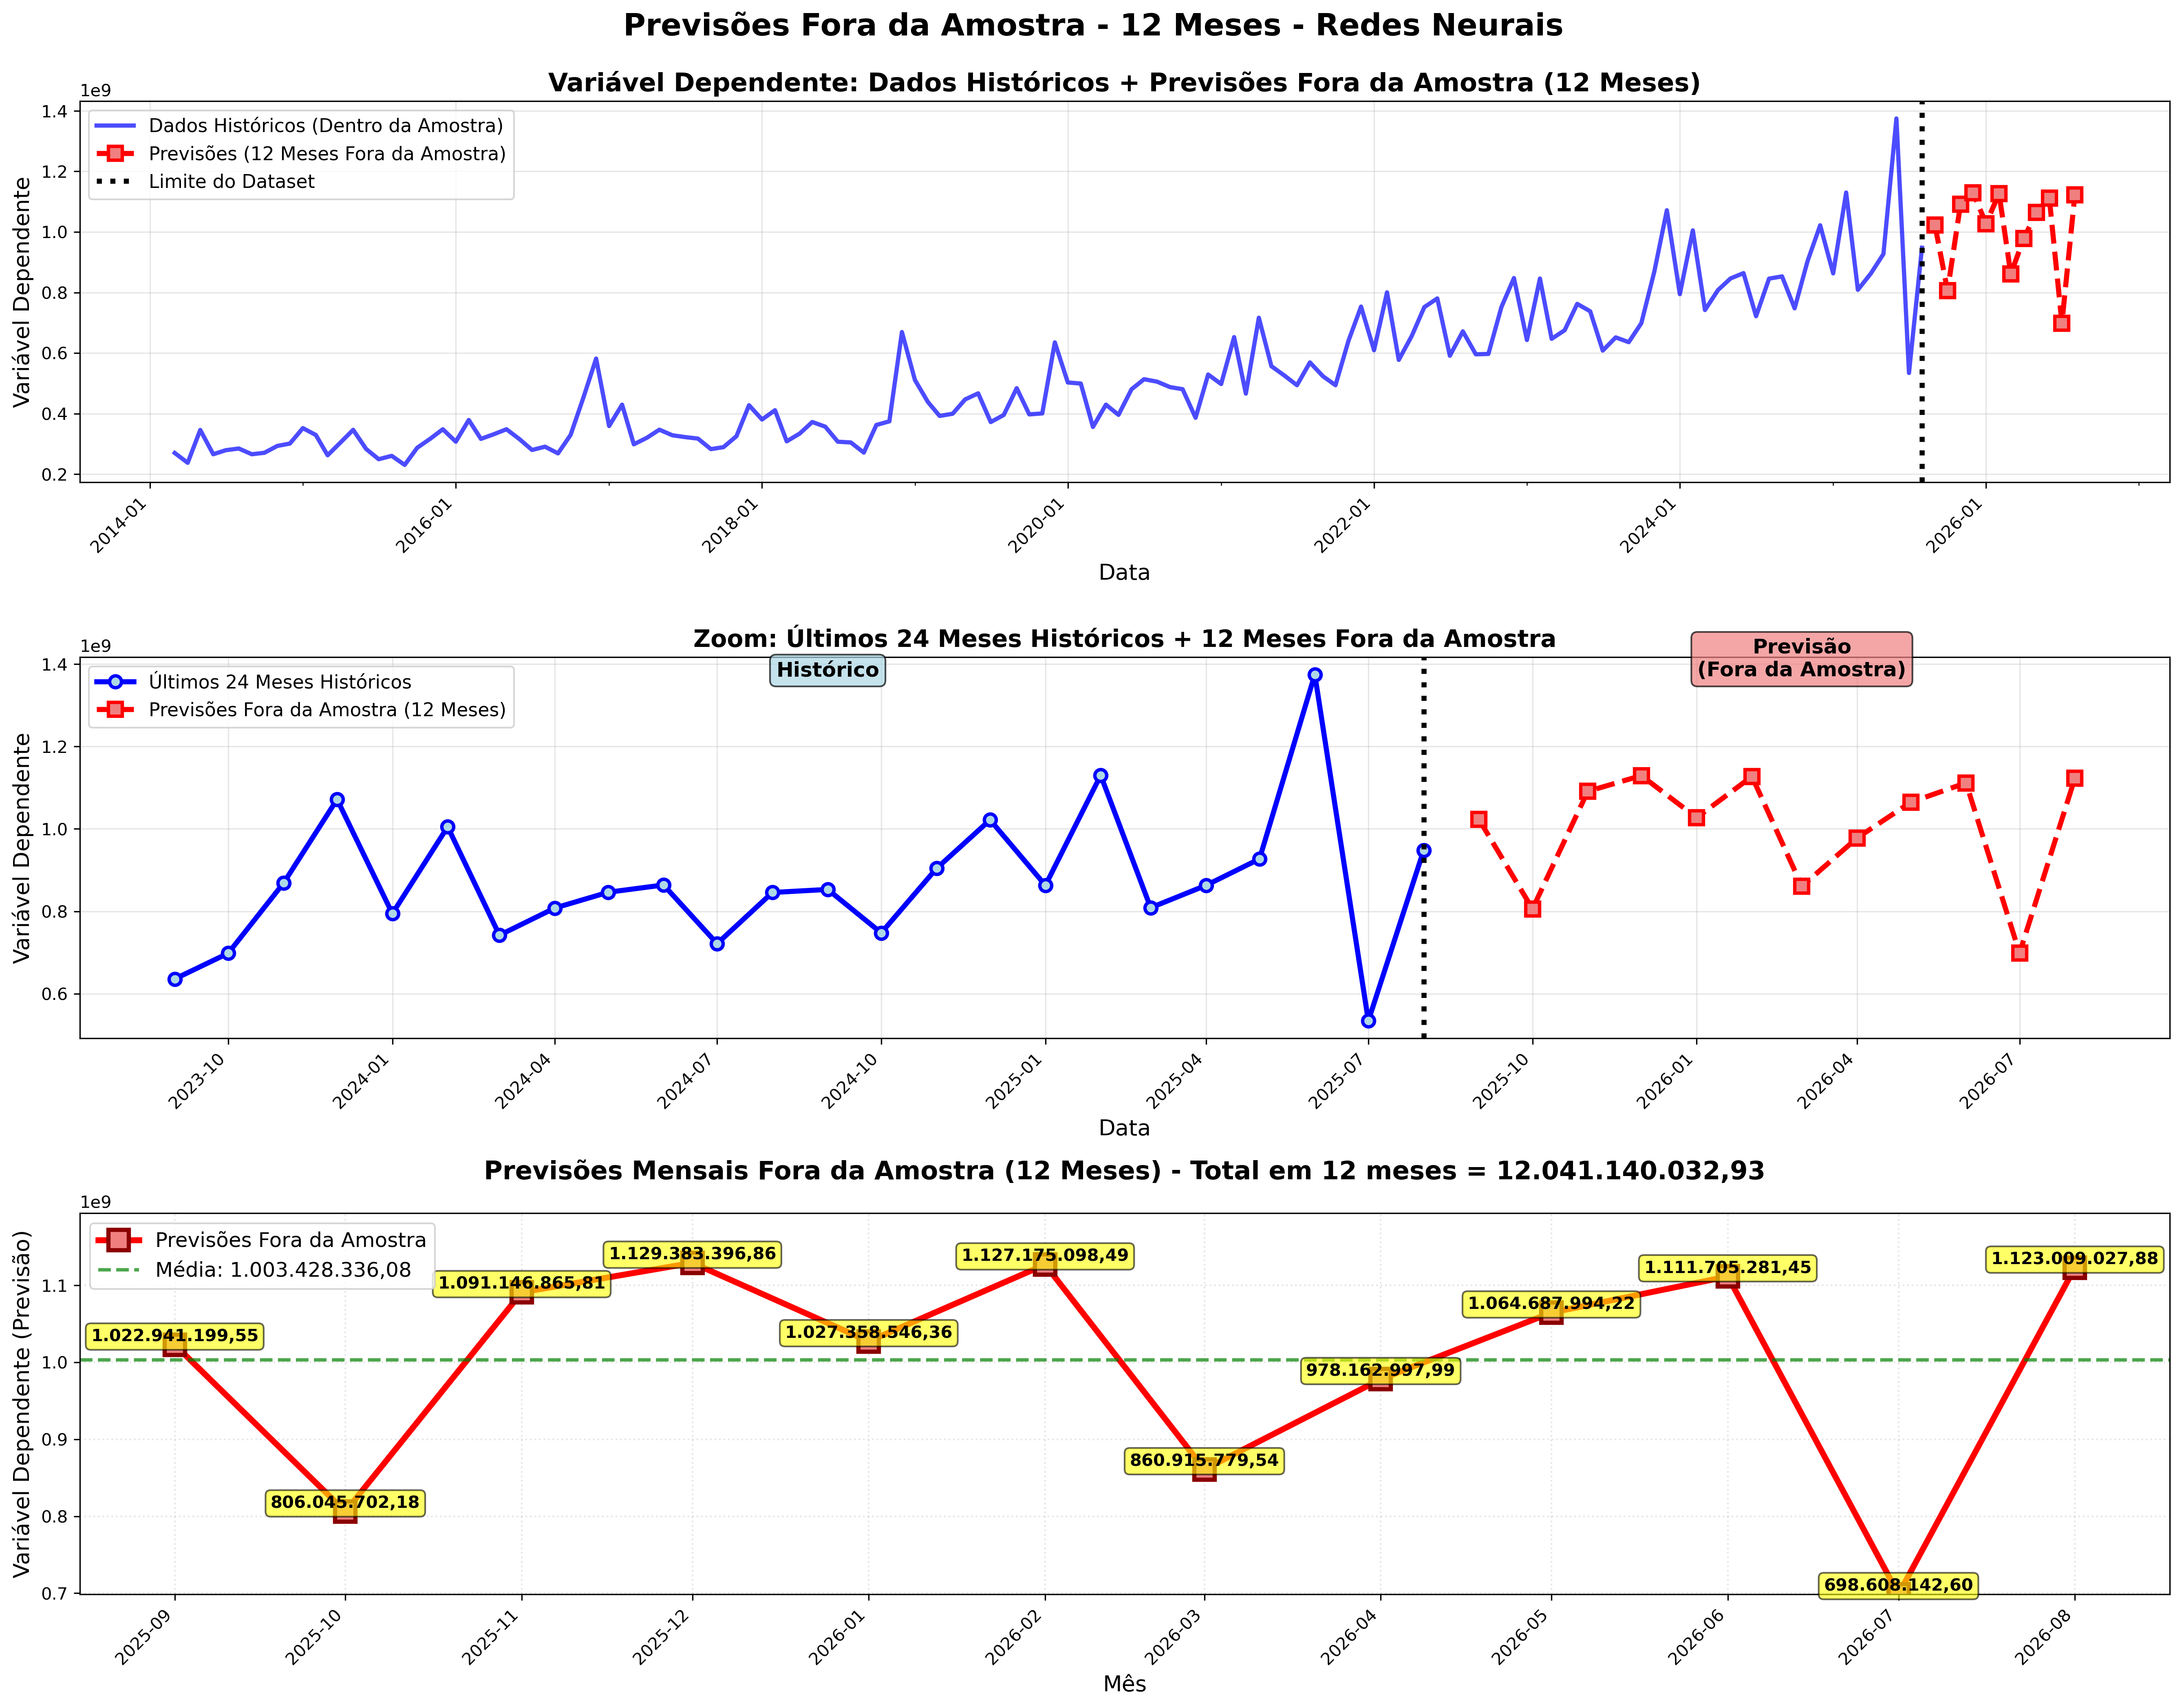 Previsões Fora da Amostra - 12 Meses - Redes Neurais
Variável Dependente: Dados Históricos + Previsões Fora da Amostra (12 Meses)
1e9
Dados Históricos (Dentro da Amostra)
Previsões (12 Meses Fora da Amostra)
Limite do Dataset
Variável Dependente
1.4
1.2
1.0
0.8
0.6
0.4
0.2
2014-01
2016-01
2018-01
2020-01
2022-01
2024-01
2026-01
Data
Zoom: Últimos 24 Meses Históricos + 12 Meses Fora da Amostra
1e9
Histórico
Previsão
(Fora da Amostra)
Últimos 24 Meses Históricos
Previsões Fora da Amostra (12 Meses)
Variável Dependente
1.4
1.2
1.0
0.8
0.6
2023-10
2024-01
2024-04
2024-07
2024-10
2025-01
2025-04
2025-07
2025-10
2026-01
2026-04
2026-07
Data
Previsões Mensais Fora da Amostra (12 Meses) - Total em 12 meses = 12.041.140.032,93
1e9
Previsões Fora da Amostra
Média: 1.003.428.336,08
Variável Dependente (Previsão)
1.1
1.0
0.9
0.8
0.7
1.022.941.199,55
806.045.702,18
1.091.146.865,81
1.129.383.396,86
1.027.358.546,36
1.127.175.098,49
860.915.779,54
978.162.997,99
1.064.687.994,22
1.111.705.281,45
698.608.142,60
1.123.009.027,88
2025-09
2025-10
2025-11
2025-12
2026-01
2026-02
2026-03
2026-04
2026-05
2026-06
2026-07
2026-08
Mês